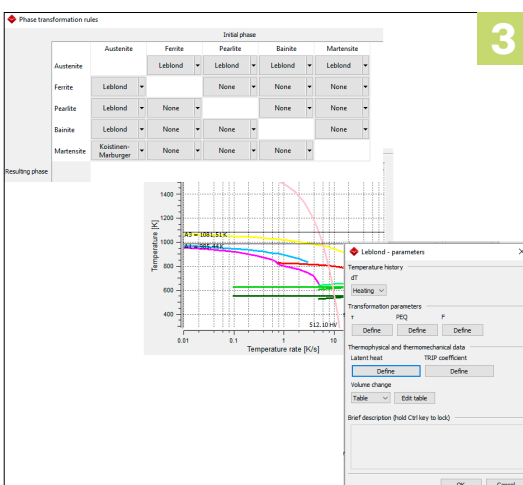 Phase transformation rules
3
Initial phase
Austenite Ferrite Pearlite Bainite Martensite
Austenite Leblond Leblond Leblond Leblond
Ferrite Leblond None None None
Pearlite Leblond None None None
Bainite Leblond None None None
Martensite Koistinen-Marburger None None None
Resulting phase
Temperature [K]
1400
1200
A3 = 1081.51K
1000
800
600
400
512.10 HV
0.01 0.1 1 10
Temperature rate [K/s]
Leblond - parameters
Temperature history
dT
Heating
Transformation parameters
τ PEQ F
Define Define Define
Thermophysical and thermomechanical data
Latent heat TRIP coefficient
Define Define
Volume change
Table Edit table
Brief description (hold Ctrl key to lock)
OK Cancel